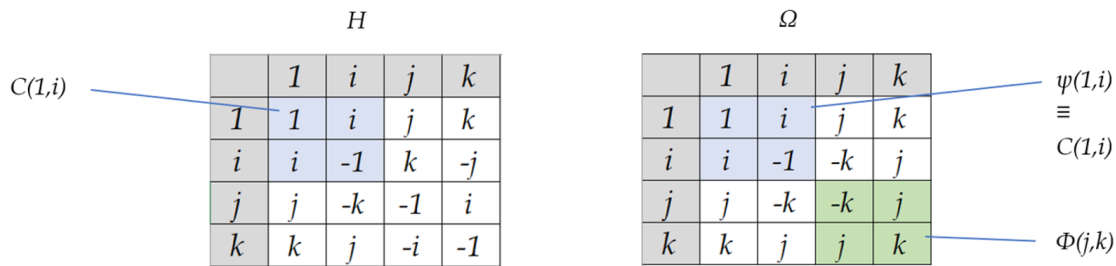 H
Ω
C(1,i)
1 i j k
1 1 i j k
i i -1 k -j
j j -k -1 i
k k j -i -1
1 i j k
1 1 i j k
i i -1 -k j
j j -k -k j
k k j j k
ψ(1,i)
≡
C(1,i)
Φ(j,k)